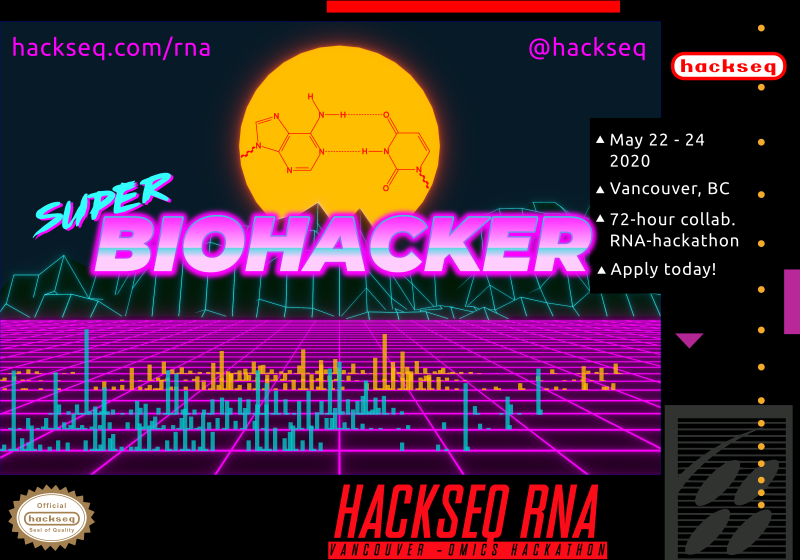 hackseq.com/rna
@hackseq
hackseq
H
N
N
H
O
N
N
N
H
N
O
May 22 - 24
2020
Vancouver, BC
72-hour collab.
RNA-hackathon
Apply today!
SUPER
BIOHACKER
Official
hackseq
Seal of Quality
HACKSEQ RNA
VANCOUVER -OMICS HACKATHON